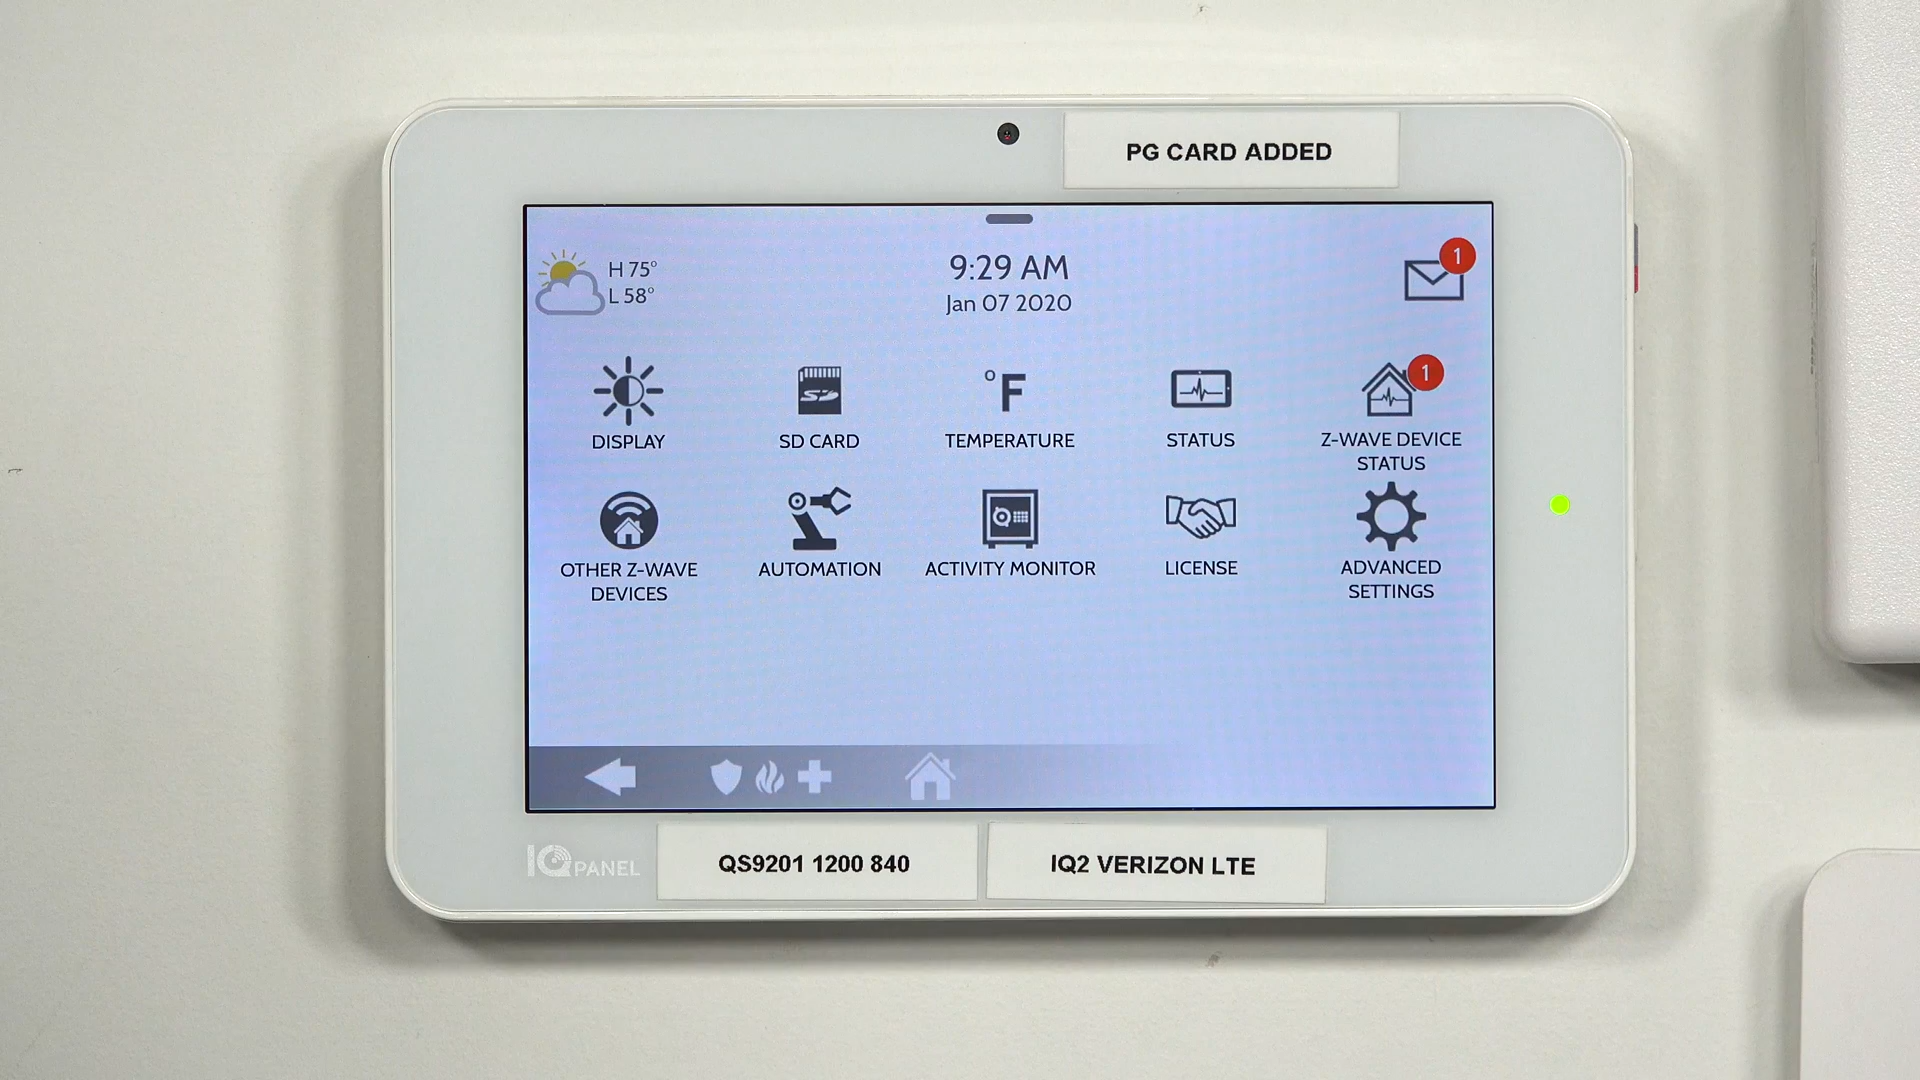 PG CARD ADDED
H 75°
L 58°
9:29 AM
Jan 07 2020
1
DISPLAY
SD
SD CARD
°F
TEMPERATURE
STATUS
1
Z-WAVE DEVICE
STATUS
OTHER Z-WAVE
DEVICES
AUTOMATION
ACTIVITY MONITOR
LICENSE
ADVANCED
SETTINGS
IQ PANEL
QS9201 1200 840
IQ2 VERIZON LTE